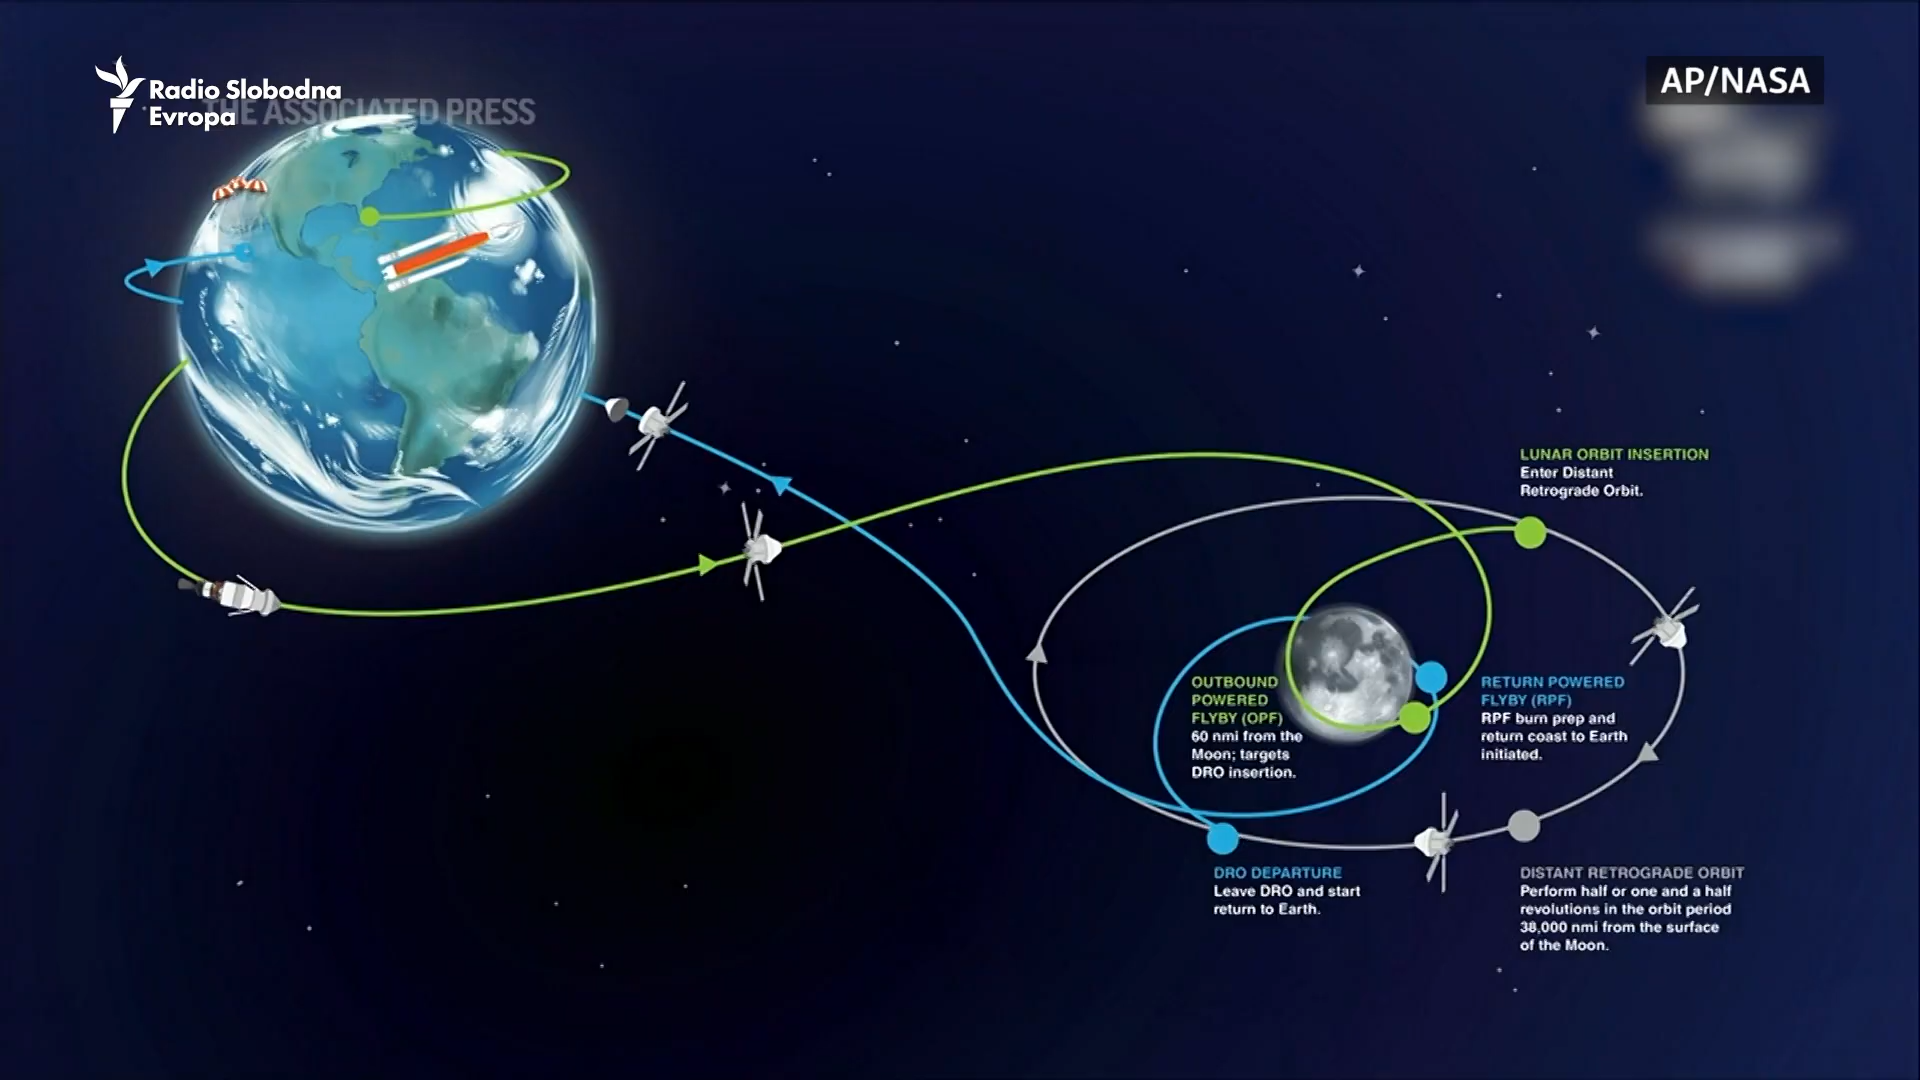 Radio Slobodna
Evropa
THE ASSOCIATED PRESS
AP/NASA
LUNAR ORBIT INSERTION
Enter Distant
Retrograde Orbit.
OUTBOUND
POWERED
FLYBY (OPF)
60 nmi from the
Moon; targets
DRO insertion.
RETURN POWERED
FLYBY (RPF)
RPF burn prep and
return coast to Earth
initiated.
DRO DEPARTURE
Leave DRO and start
return to Earth.
DISTANT RETROGRADE ORBIT
Perform half or one and a half
revolutions in the orbit period
38,000 nmi from the surface
of the Moon.